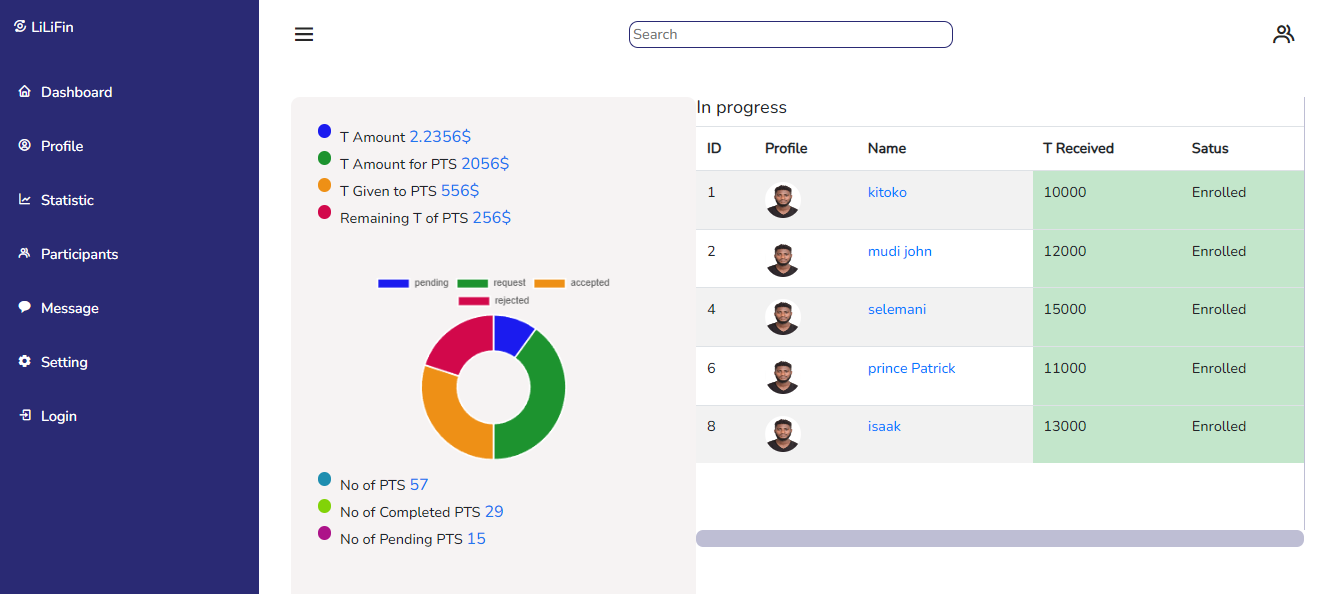 LiLiFin
Search
Dashboard
Profile
Statistic
Participants
Message
Setting
Login
T Amount 2.2356$
T Amount for PTS 2056$
T Given to PTS 556$
Remaining T of PTS 256$
pending request accepted
rejected
No of PTS 57
No of Completed PTS 29
No of Pending PTS 15
In progress
ID Profile Name T Received Satus
1 kitoko 10000 Enrolled
2 mudi john 12000 Enrolled
4 selemani 15000 Enrolled
6 prince Patrick 11000 Enrolled
8 isaak 13000 Enrolled